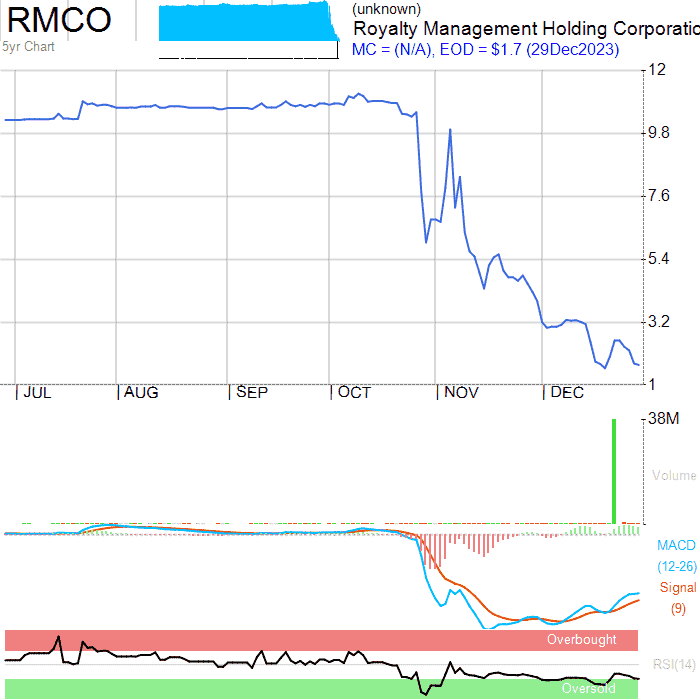 RMCO
(unknown)
Royalty Management Holding Corporatio
5yr Chart
MC = (N/A), EOD = $1.7 (29Dec2023)
12
9.8
7.6
5.4
3.2
1
JUL AUG SEP OCT NOV DEC
38M
Volume
MACD
(12-26)
Signal
(9)
Overbought
RSI(14)
Oversold